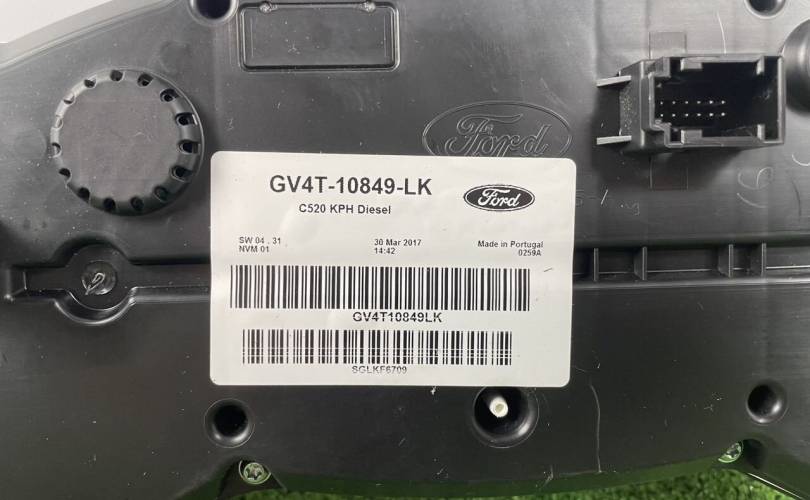 Ford
GV4T-10849-LK
Ford
C520 KPH Diesel
SW 04 . 31 30 Mar 2017 Made in Portugal
NVM 01 14:42 0259A
GV4T10849LK
SGLKF6709